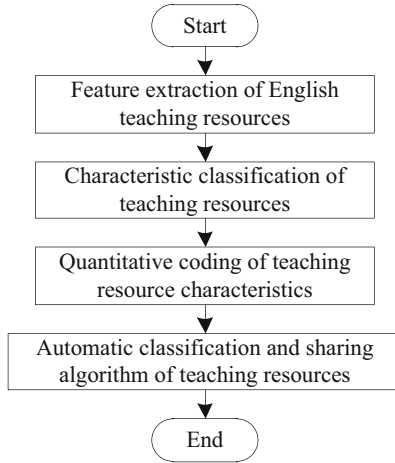 Start
Feature extraction of English
teaching resources
Characteristic classification of
teaching resources
Quantitative coding of teaching
resource characteristics
Automatic classification and sharing
algorithm of teaching resources
End